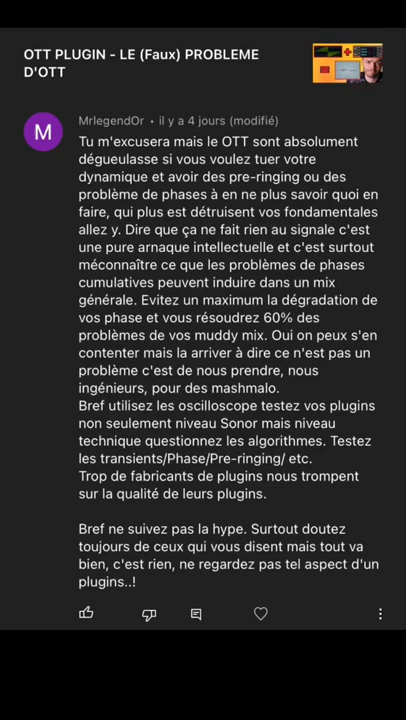 OTT PLUGIN - LE (Faux) PROBLEME
D'OTT
M
MrlegendOr • il y a 4 jours (modifié)
Tu m'excusera mais le OTT sont absolument
dégueulasse si vous voulez tuer votre
dynamique et avoir des pre-ringing ou des
problème de phases à en ne plus savoir quoi en
faire, qui plus est détruisent vos fondamentales
allez y. Dire que ça ne fait rien au signale c'est
une pure arnaque intellectuelle et c'est surtout
méconnaître ce que les problèmes de phases
cumulatives peuvent induire dans un mix
générale. Evitez un maximum la dégradation de
vos phase et vous résoudrez 60% des
problèmes de vos muddy mix. Oui on peux s'en
contenter mais la arriver à dire ce n'est pas un
problème c'est de nous prendre, nous
ingénieurs, pour des mashmalo.
Bref utilisez les oscilloscope testez vos plugins
non seulement niveau Sonor mais niveau
technique questionnez les algorithmes. Testez
les transients/Phase/Pre-ringing/ etc.
Trop de fabricants de plugins nous trompent
sur la qualité de leurs plugins.
Bref ne suivez pas la hype. Surtout doutez
toujours de ceux qui vous disent mais tout va
bien, c'est rien, ne regardez pas tel aspect d'un
plugins..!